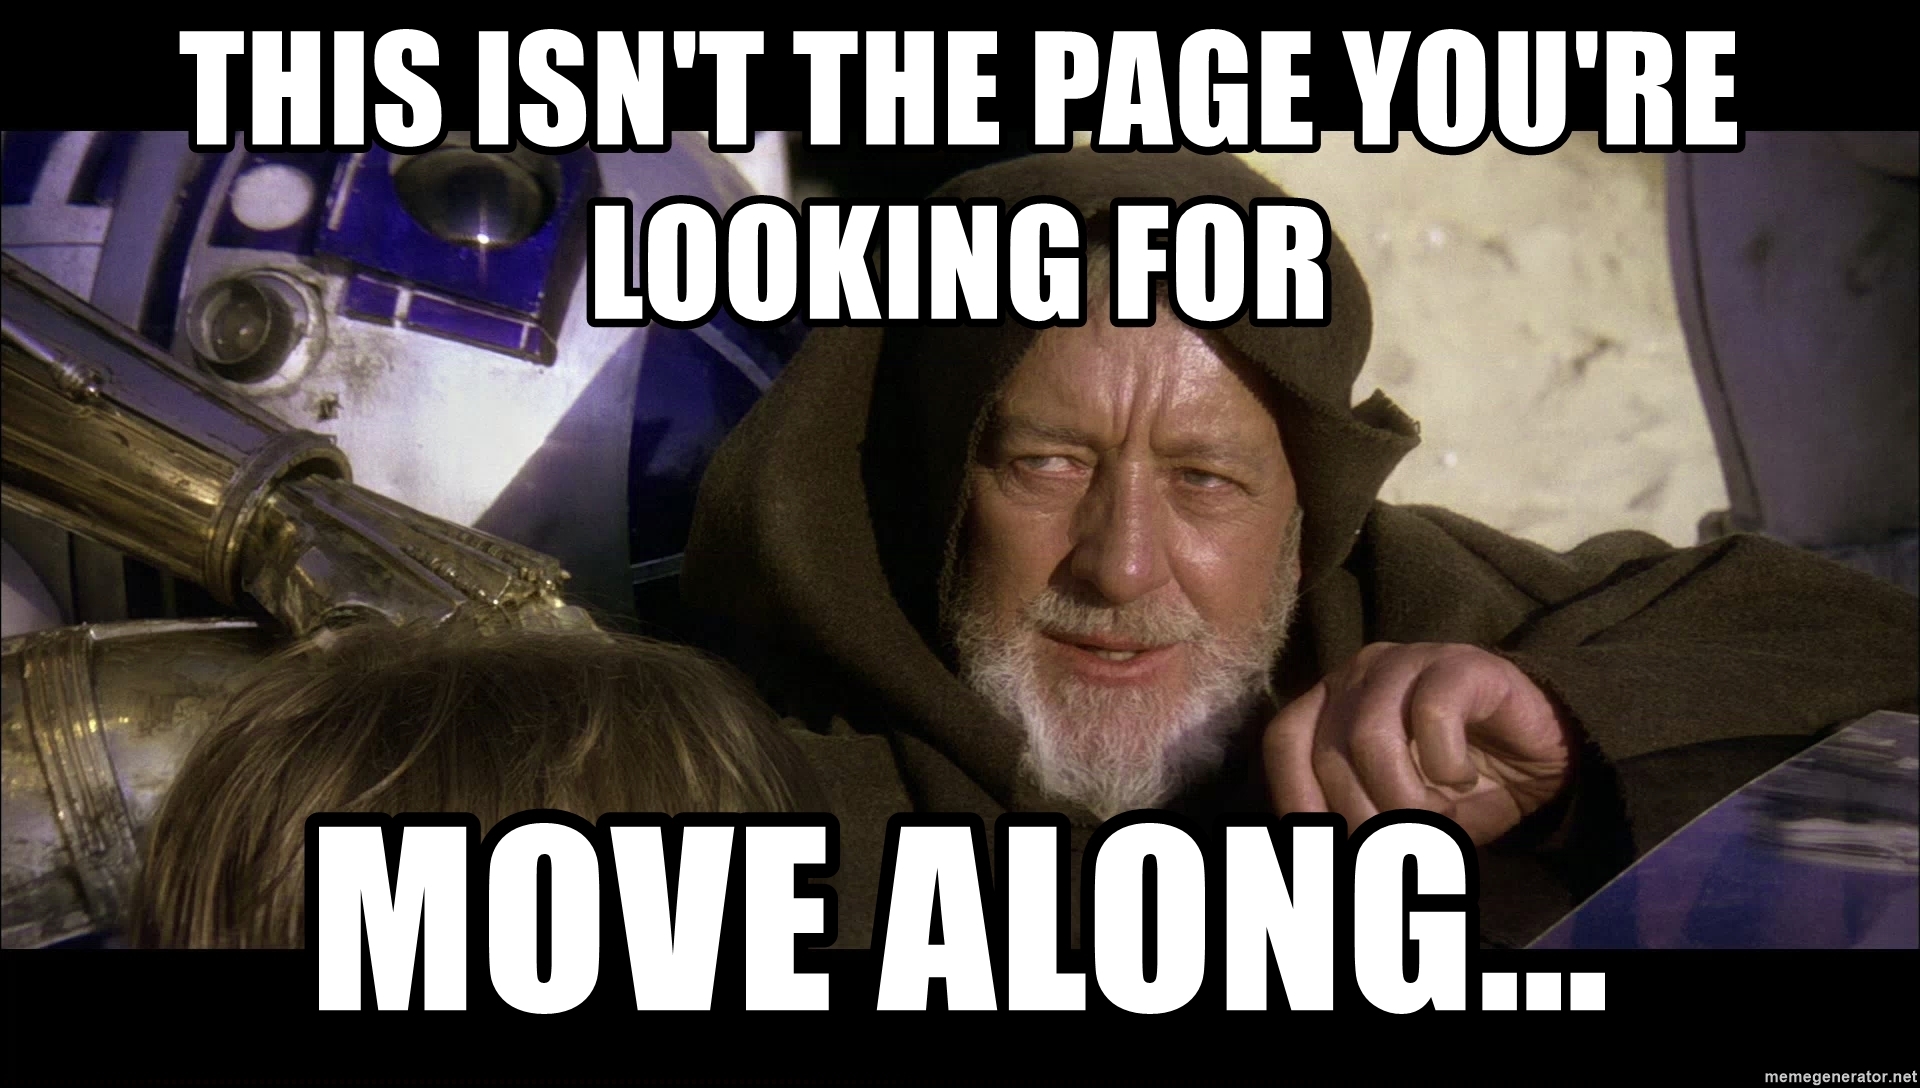 THIS ISN'T THE PAGE YOU'RE
LOOKING FOR
MOVE ALONG...
memegenerator.net